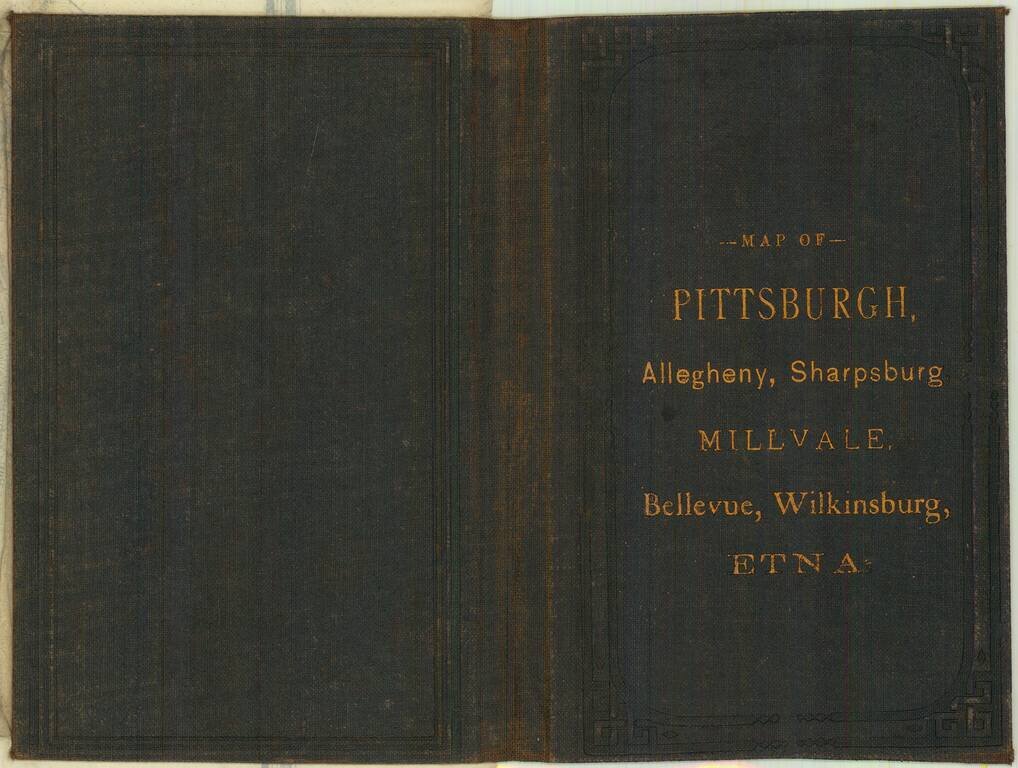 —MAP OF—
PITTSBURGH,
Allegheny, Sharpsburg
MILLVALE,
Bellevue, Wilkinsburg,
ETNA.